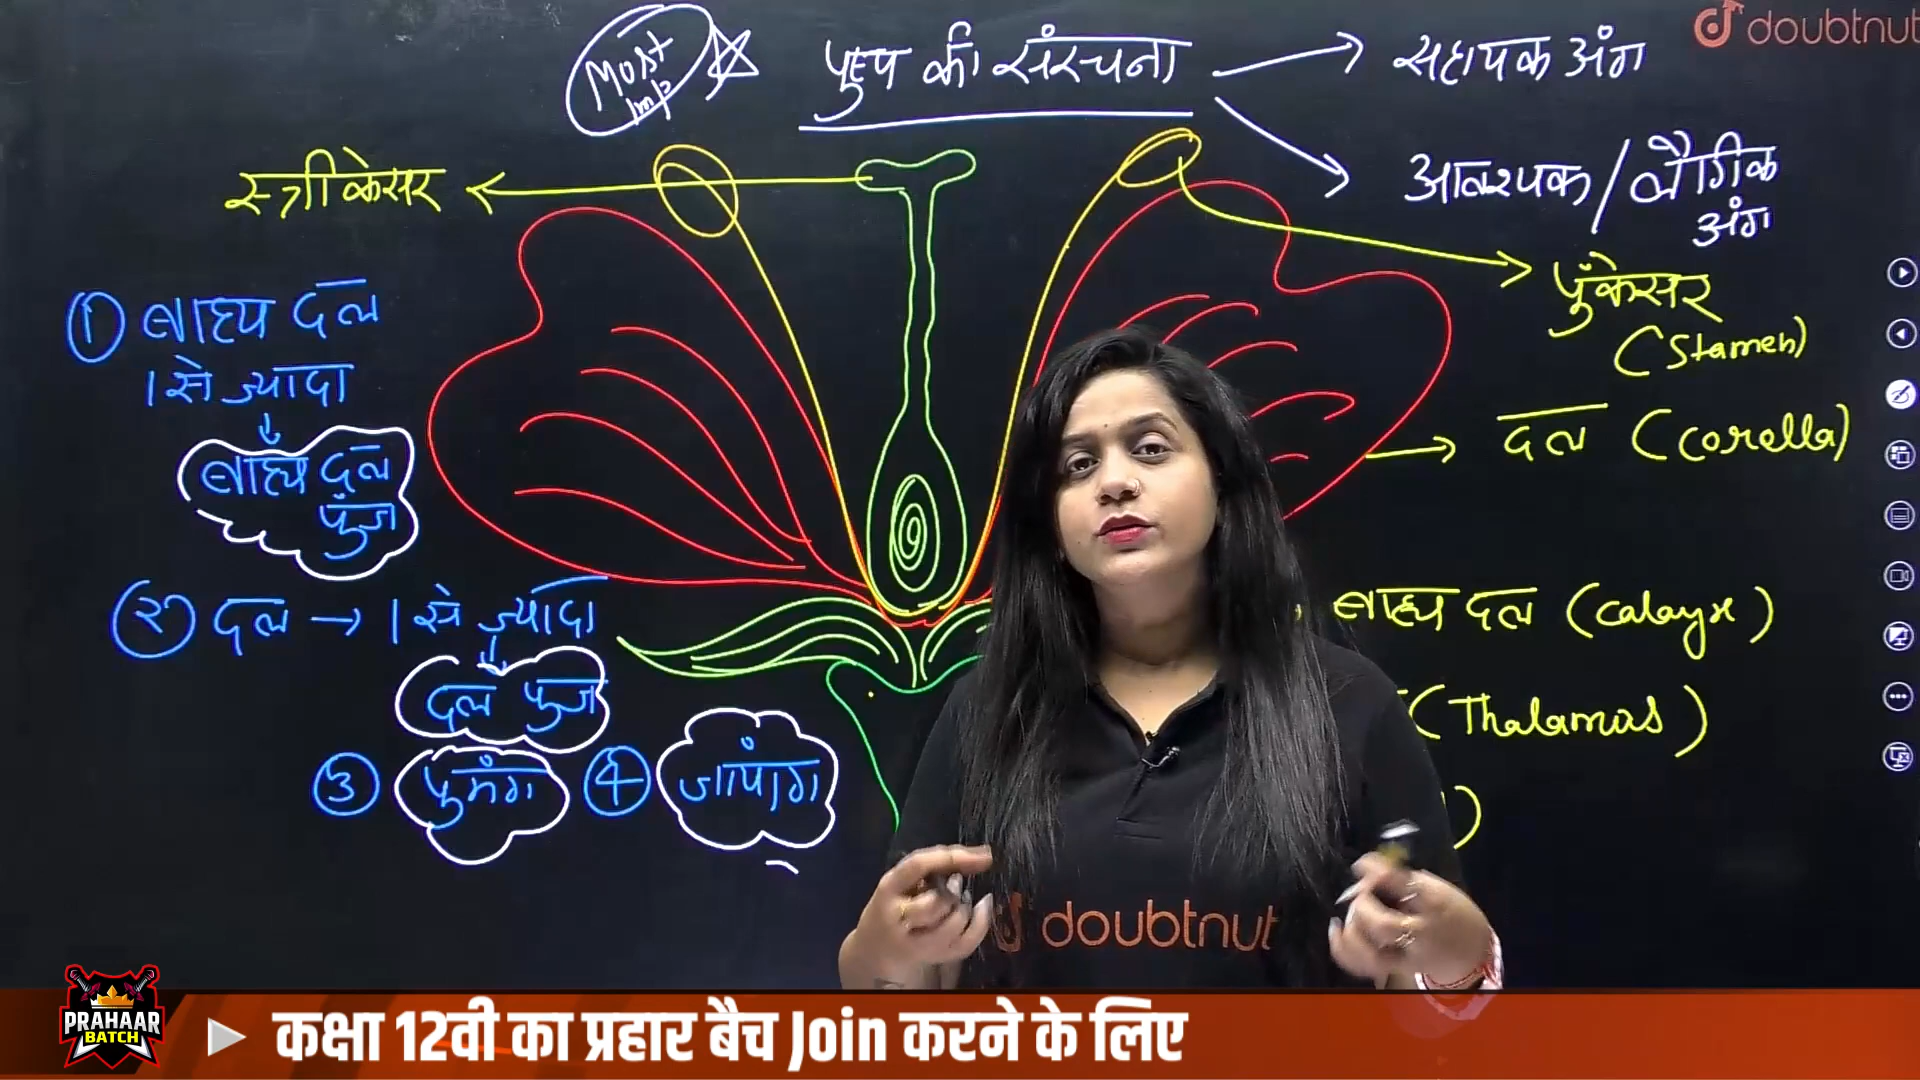 Most
Imp
पुष्प की संरचना
सहायक अंग
doubtnut
आवश्यक / लैंगिक
अंग
स्त्रीकेसर
पुँकेसर
(Stamen)
① बाह्य दल
1 से ज्यादा
बाह्य दल
पुँज
दल (Corolla)
② दल → 1 से ज्यादा
दल पुंज
बाह्य दल (Calayx)
(Thalamus)
③ पुमंग ④ जांयाग
)
doubtnut
PRAHAAR
BATCH
कक्षा 12वी का प्रहार बैच Join करने के लिए